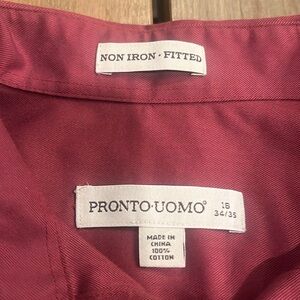 NON IRON · FITTED
PRONTO·UOMO®
18
34/35
MADE IN
CHINA
100%
COTTON